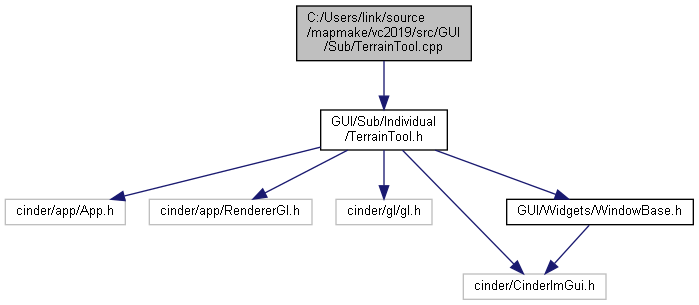 C:/Users/link/source
/mapmake/vc2019/src/GUI
/Sub/TerrainTool.cpp
GUI/Sub/Individual
/TerrainTool.h
cinder/app/App.h
cinder/app/RendererGl.h
cinder/gl/gl.h
GUI/Widgets/WindowBase.h
cinder/CinderImGui.h